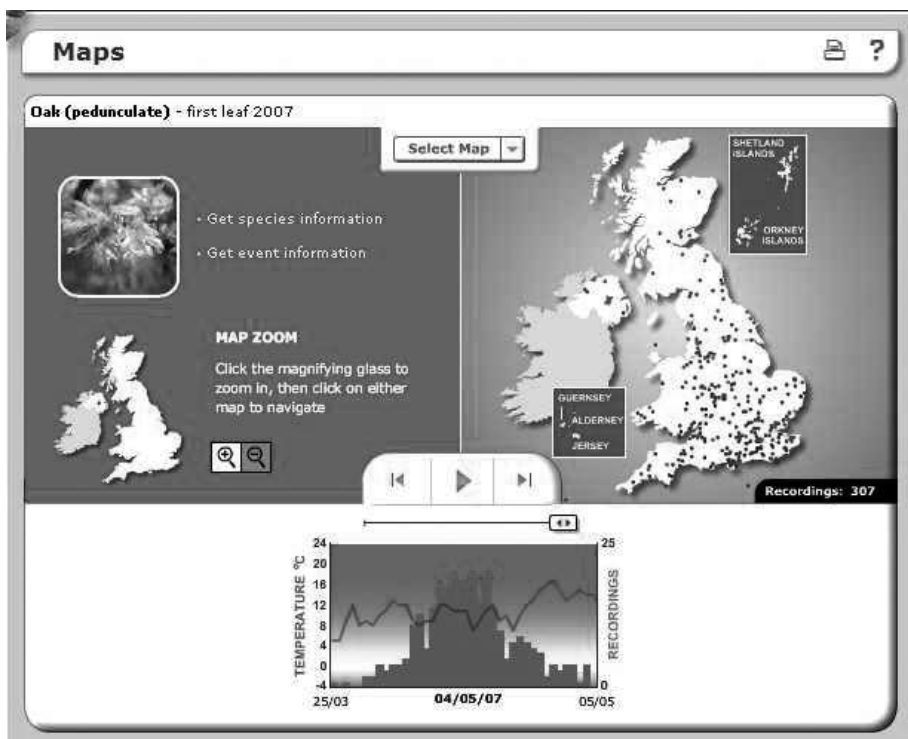 Maps
?
Oak (pedunculate) - first leaf 2007
Select Map
SHETLAND
ISLANDS
ORKNEY
ISLANDS
• Get species information
• Get event information
MAP ZOOM
Click the magnifying glass to
zoom in, then click on either
map to navigate
GUERNSEY
ALDERNEY
JERSEY
Recordings: 307
TEMPERATURE °C
24
20
16
12
8
4
0
-4
25
0
RECORDINGS
25/03
04/05/07
05/05